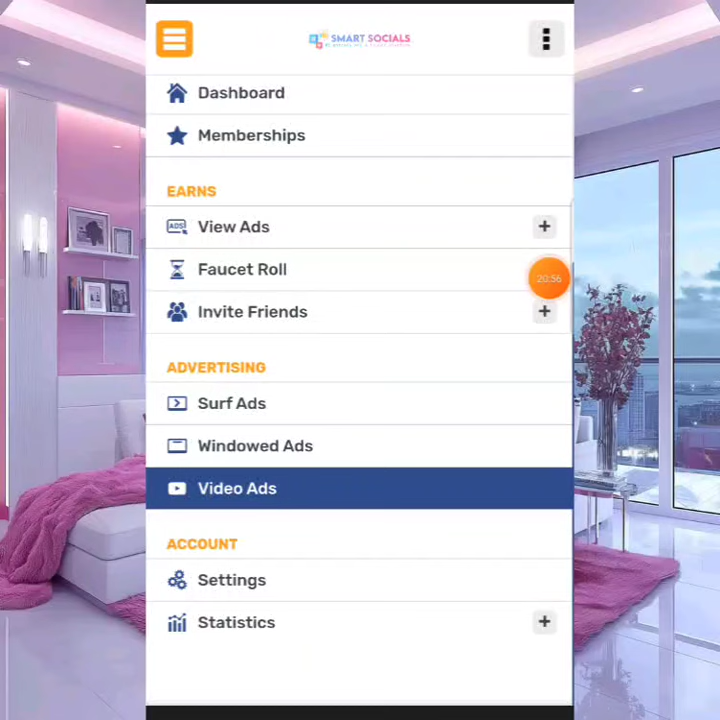 SMART SOCIALS
Dashboard
Memberships
EARNS
ADS
View Ads
Faucet Roll
20:56
Invite Friends
ADVERTISING
Surf Ads
Windowed Ads
Video Ads
ACCOUNT
Settings
Statistics